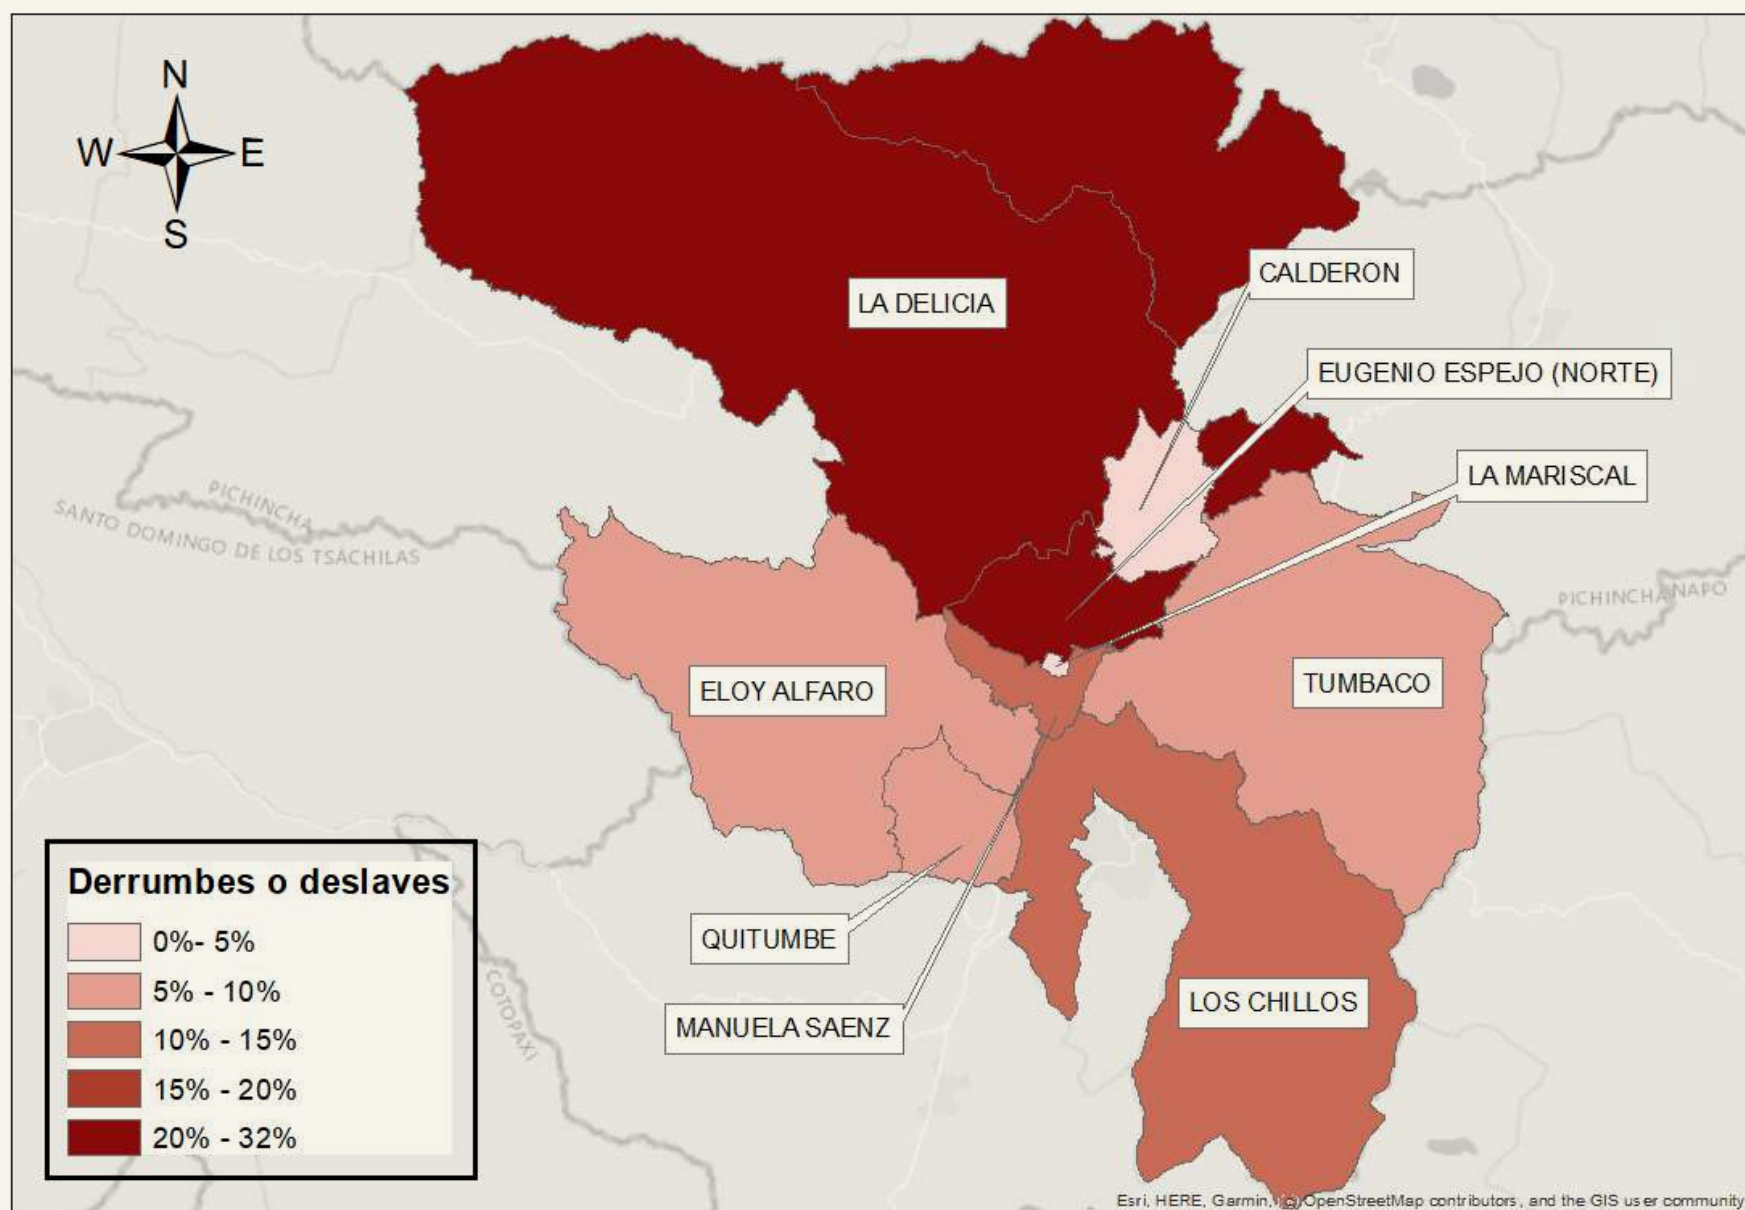 N
W E
S
CALDERON
LA DELICIA
EUGENIO ESPEJO (NORTE)
LA MARISCAL
PICHINCHA
SANTO DOMINGO DE LOS TSÁCHILAS
PICHINCHA NAPO
ELOY ALFARO
TUMBACO
QUITUMBE
LOS CHILLOS
MANUELA SAENZ
COTOPAXI
Derrumbes o deslaves
0%- 5%
5% - 10%
10% - 15%
15% - 20%
20% - 32%
Esri, HERE, Garmin, (c) OpenStreetMap contributors, and the GIS user community